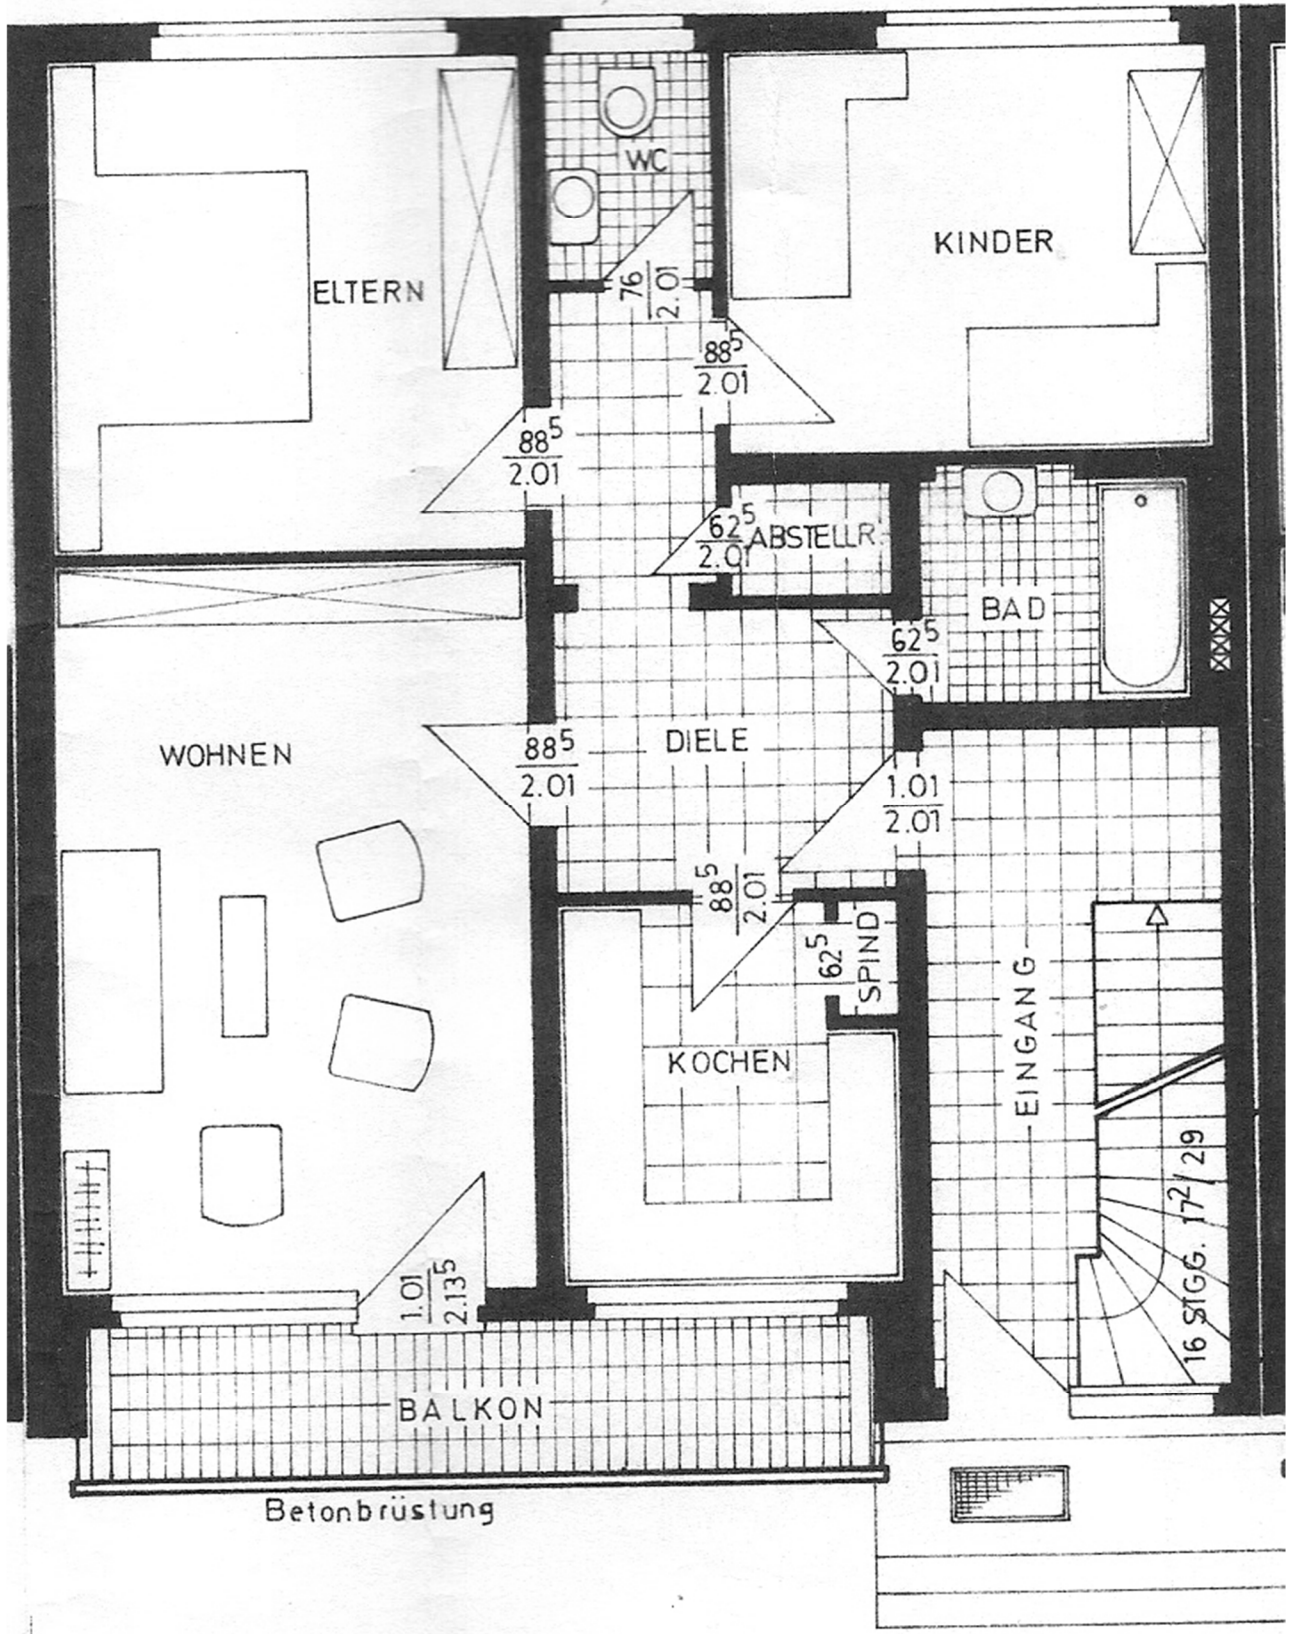 WC
KINDER
ELTERN
76
2.01
88⁵
2.01
88⁵
2.01
62⁵
2.01
ABSTELLR.
BAD
62⁵
2.01
WOHNEN
88⁵
2.01
DIELE
1.01
2.01
88⁵
2.01
62⁵
SPIND
KOCHEN
EINGANG
16 STGG. 17²/29
1.01
2.13⁵
BALKON
Betonbrüstung